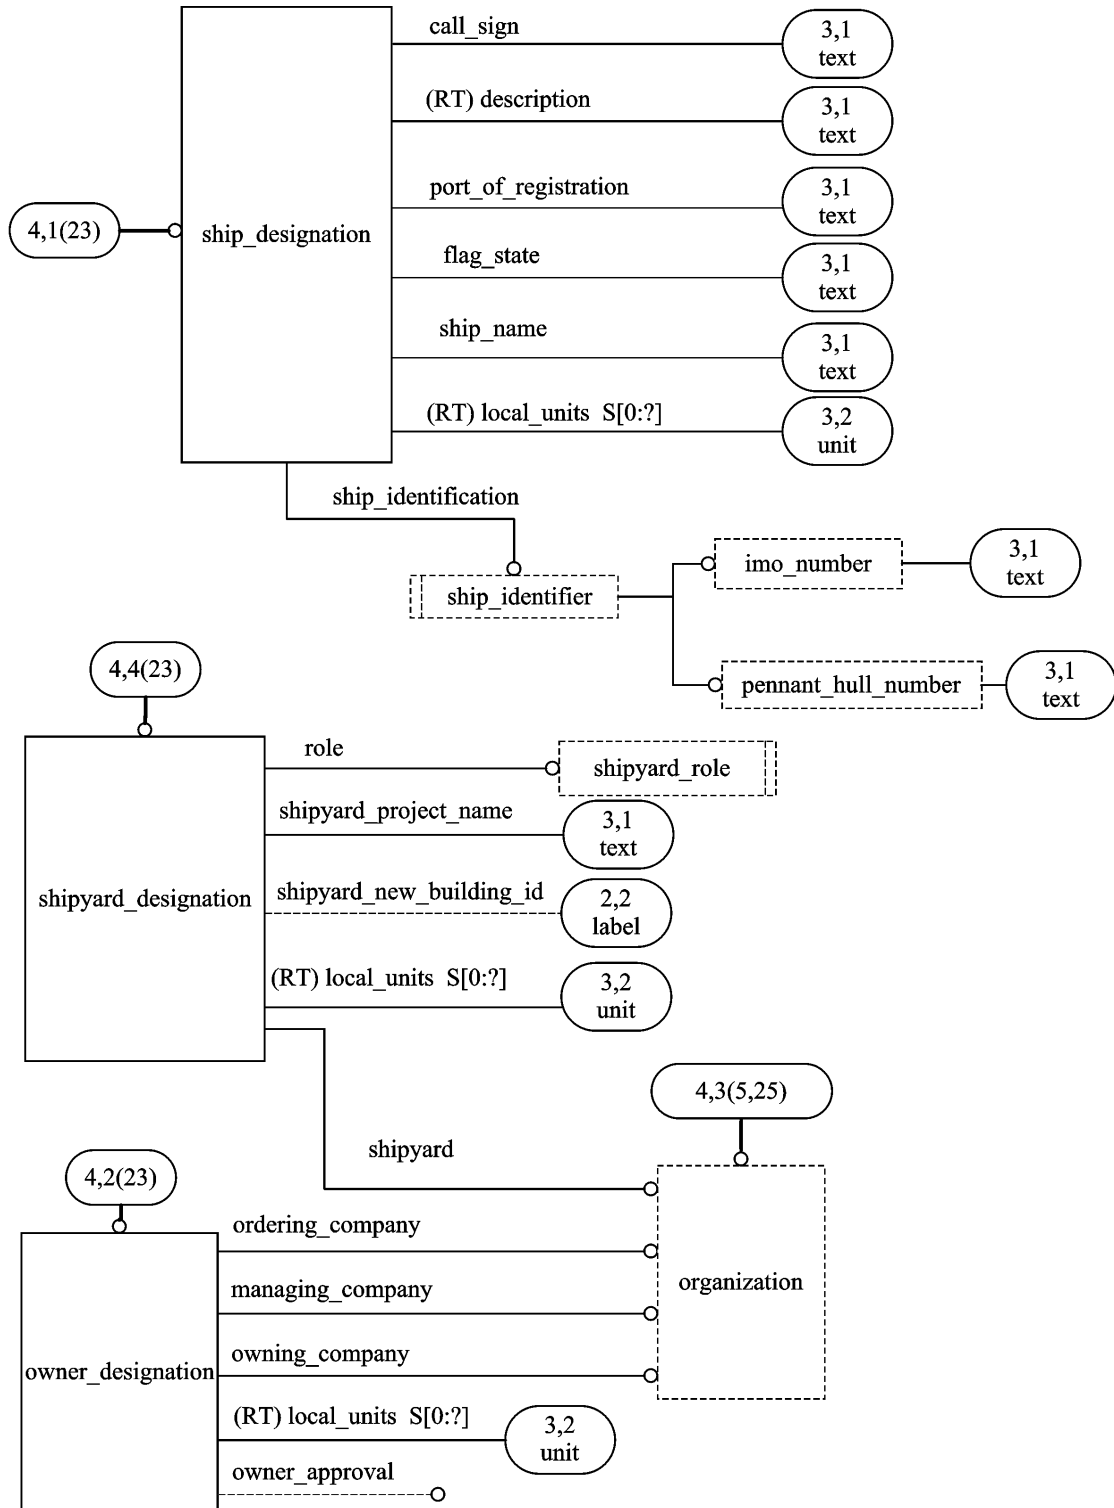 call_sign
3,1
text
(RT) description
3,1
text
port_of_registration
3,1
text
4,1(23)
ship_designation
flag_state
3,1
text
ship_name
3,1
text
(RT) local_units S[0:?]
3,2
unit
ship_identification
ship_identifier
imo_number
3,1
text
pennant_hull_number
3,1
text
4,4(23)
shipyard_designation
role
shipyard_role
shipyard_project_name
3,1
text
shipyard_new_building_id
2,2
label
(RT) local_units S[0:?]
3,2
unit
shipyard
4,3(5,25)
organization
4,2(23)
owner_designation
ordering_company
managing_company
owning_company
(RT) local_units S[0:?]
3,2
unit
owner_approval